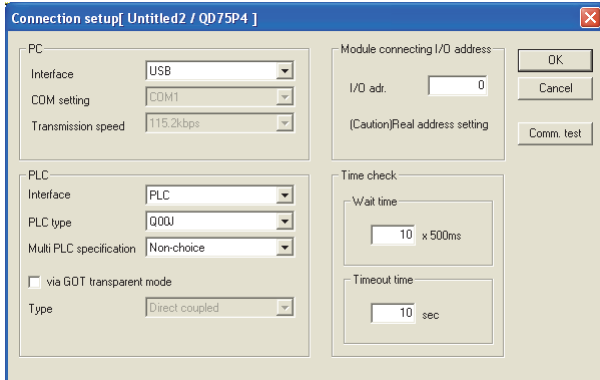 Connection setup[ Untitled2 / QD75P4 ]
PC
Interface USB
COM setting COM1
Transmission speed 115.2kbps
Module connecting I/O address
I/O adr. 0
(Caution)Real address setting
OK
Cancel
Comm. test
PLC
Interface PLC
PLC type Q00J
Multi PLC specification Non-choice
via GOT transparent mode
Type Direct coupled
Time check
Wait time
10 x 500ms
Timeout time
10 sec